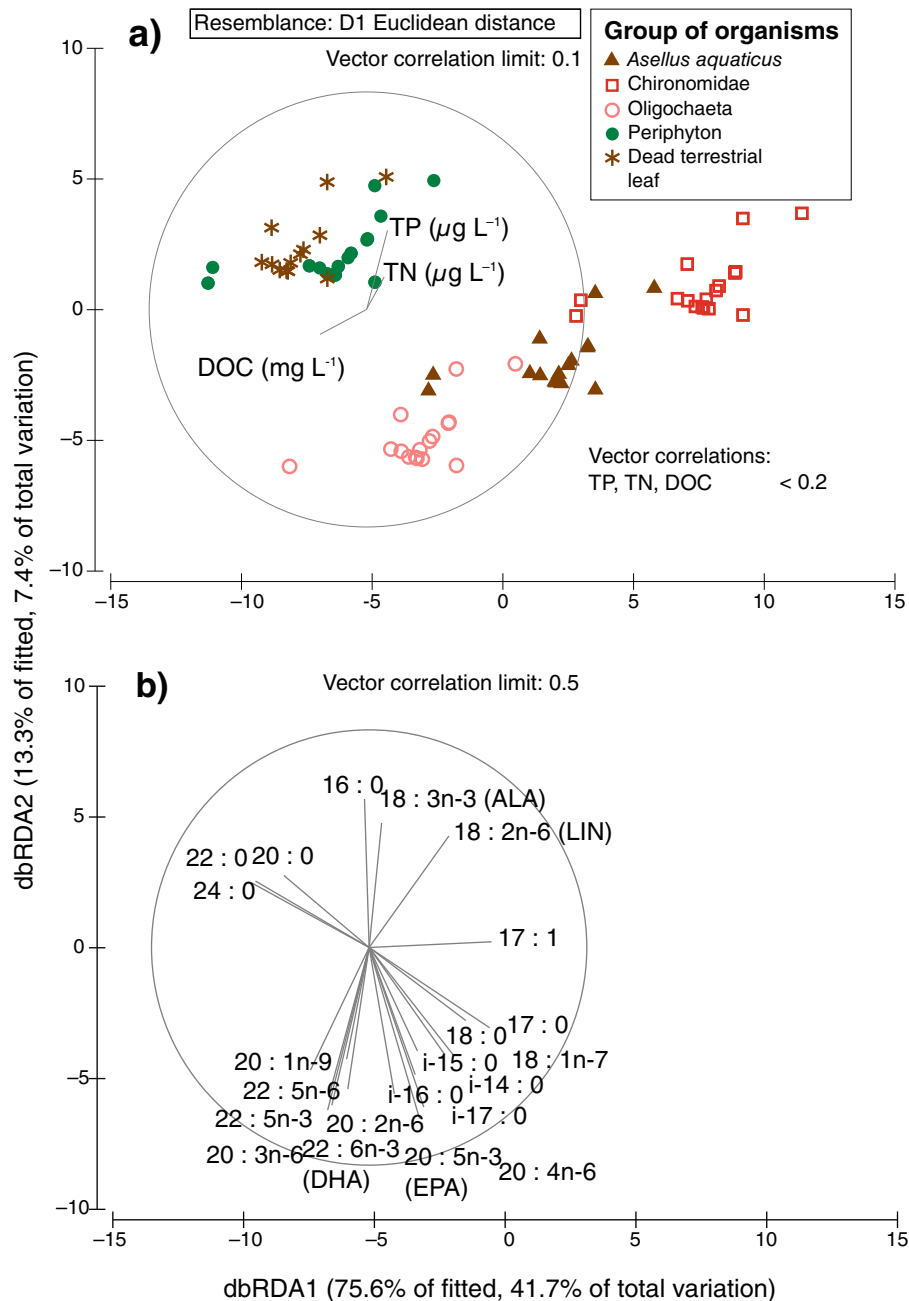 a)
Resemblance: D1 Euclidean distance
Vector correlation limit: 0.1
Group of organisms
Asellus aquaticus
Chironomidae
Oligochaeta
Periphyton
Dead terrestrial
leaf
10
5
0
−5
−10
TP (µg L⁻¹)
TN (µg L⁻¹)
DOC (mg L⁻¹)
Vector correlations:
TP, TN, DOC < 0.2
−15 −10 -5 0 5 10 15
dbRDA2 (13.3% of fitted, 7.4% of total variation)
b)
Vector correlation limit: 0.5
10
5
0
−5
−10
16 : 0
18 : 3n-3 (ALA)
18 : 2n-6 (LIN)
22 : 0 20 : 0
24 : 0
17 : 1
18 : 0 17 : 0
20 : 1n-9 i-15 : 0 18 : 1n-7
22 : 5n-6 i-16 : 0 i-14 : 0
22 : 5n-3 20 : 2n-6 i-17 : 0
20 : 3n-6 22 : 6n-3 20 : 5n-3 20 : 4n-6
(DHA) (EPA)
−15 −10 −5 0 5 10 15
dbRDA1 (75.6% of fitted, 41.7% of total variation)